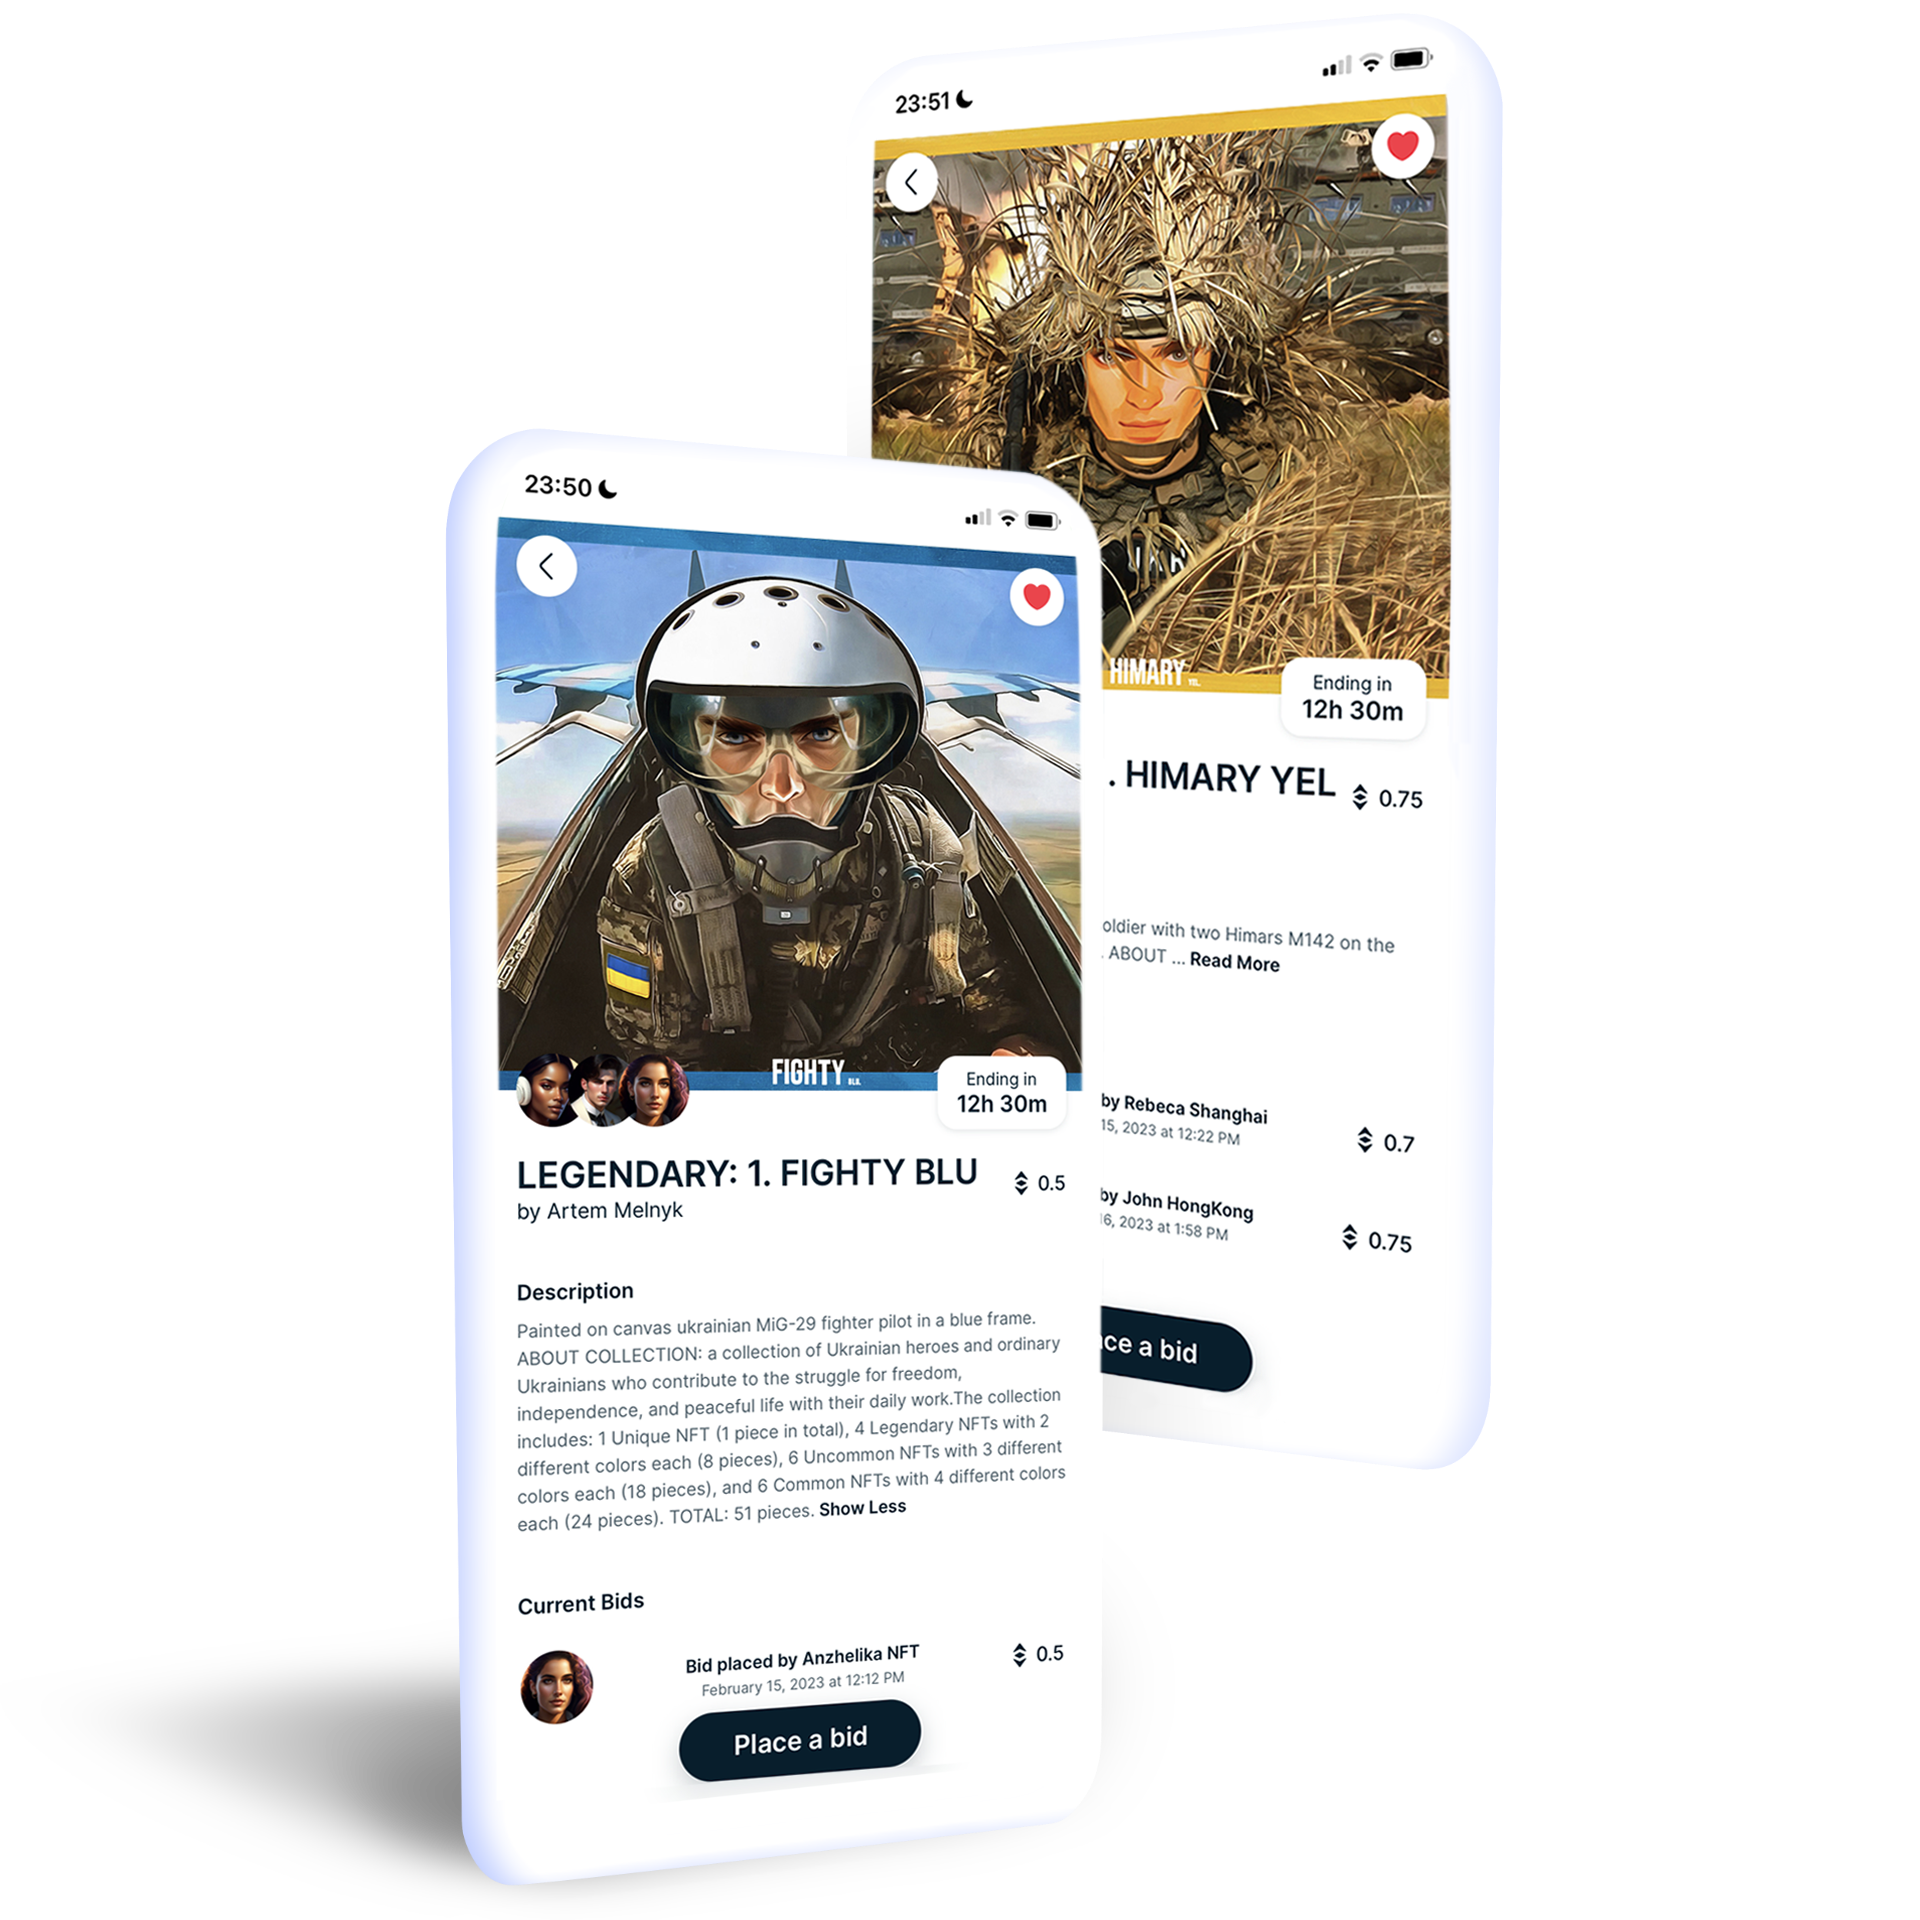 23:51
HIMARY
YEL.
Ending in
12h 30m
. HIMARY YEL
0.75
oldier with two Himars M142 on the
. ABOUT ... Read More
by Rebeca Shanghai
15, 2023 at 12:22 PM
0.7
by John HongKong
16, 2023 at 1:58 PM
0.75
ce a bid
23:50
FIGHTY
BLU.
Ending in
12h 30m
LEGENDARY: 1. FIGHTY BLU
0.5
by Artem Melnyk
Description
Painted on canvas ukrainian MiG-29 fighter pilot in a blue frame.
ABOUT COLLECTION: a collection of Ukrainian heroes and ordinary
Ukrainians who contribute to the struggle for freedom,
independence, and peaceful life with their daily work.The collection
includes: 1 Unique NFT (1 piece in total), 4 Legendary NFTs with 2
different colors each (8 pieces), 6 Uncommon NFTs with 3 different
colors each (18 pieces), and 6 Common NFTs with 4 different colors
each (24 pieces). TOTAL: 51 pieces. Show Less
Current Bids
Bid placed by Anzhelika NFT
February 15, 2023 at 12:12 PM
0.5
Place a bid